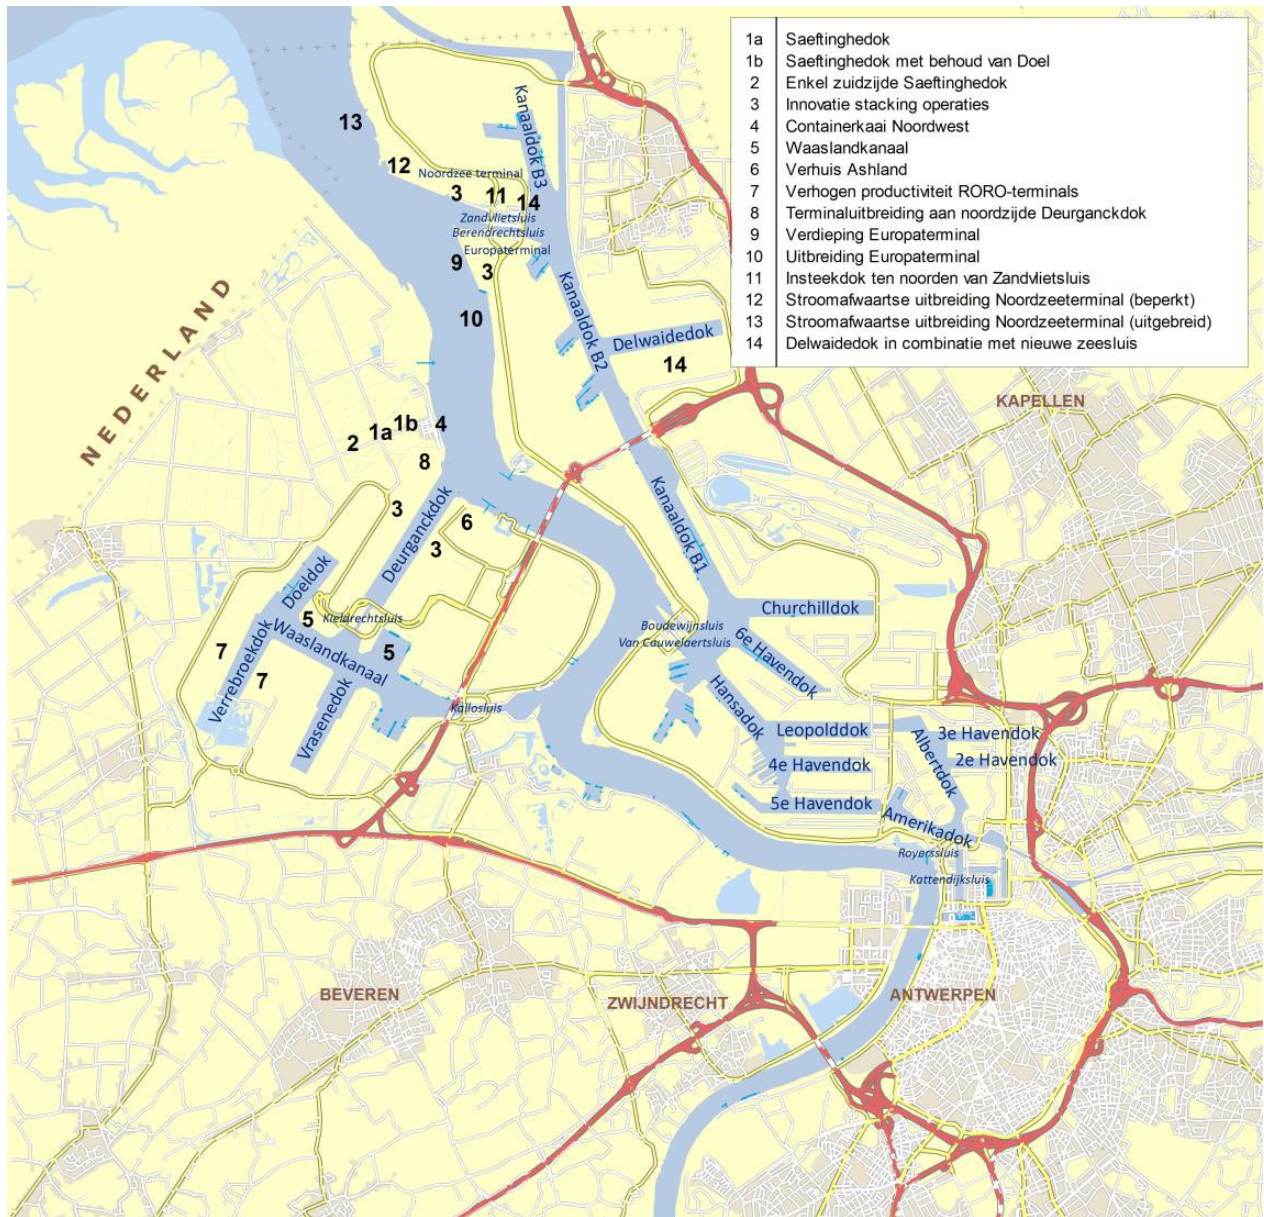 1a Saeftinghedok
1b Saeftinghedok met behoud van Doel
2 Enkel zuidzijde Saeftinghedok
3 Innovatie stacking operaties
4 Containerkaai Noordwest
5 Waaslandkanaal
6 Verhuis Ashland
7 Verhogen productiviteit RORO-terminals
8 Terminaluitbreiding aan noordzijde Deurganckdok
9 Verdieping Europaterminal
10 Uitbreiding Europaterminal
11 Insteekdok ten noorden van Zandvlietsluis
12 Stroomafwaartse uitbreiding Noordzeeterminal (beperkt)
13 Stroomafwaartse uitbreiding Noordzeeterminal (uitgebreid)
14 Delwaidedok in combinatie met nieuwe zeesluis
Kanaaldok B3
13
12
Noordzee terminal
3
11
14
Zandvlietsluis
Berendrechtsluis
Europaterminal
9
3
10
Kanaaldok B2
Delwaidedok
14
NEDERLAND
KAPELLEN
2
1a
1b
4
8
3
Deurganckdok
6
3
Kanaaldok B1
Doeldok
5
Kieldrechtsluis
Waaslandkanaal
5
7
Verrebroekdok
7
Vrasenedok
Kallosluis
Churchilldok
Boudewijnsluis
Van Cauwelaertsluis
6e Havendok
Hansadok
Leopolddok
4e Havendok
5e Havendok
Albertdok
3e Havendok
2e Havendok
Amerikadok
Royerssluis
Kattendijksluis
BEVEREN
ZWIJNDRECHT
ANTWERPEN